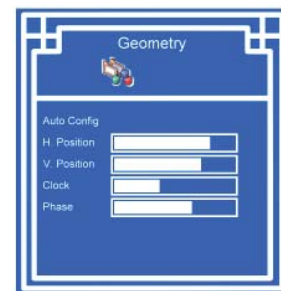 Geometry
Auto Config
H. Position
V. Position
Clock
Phase